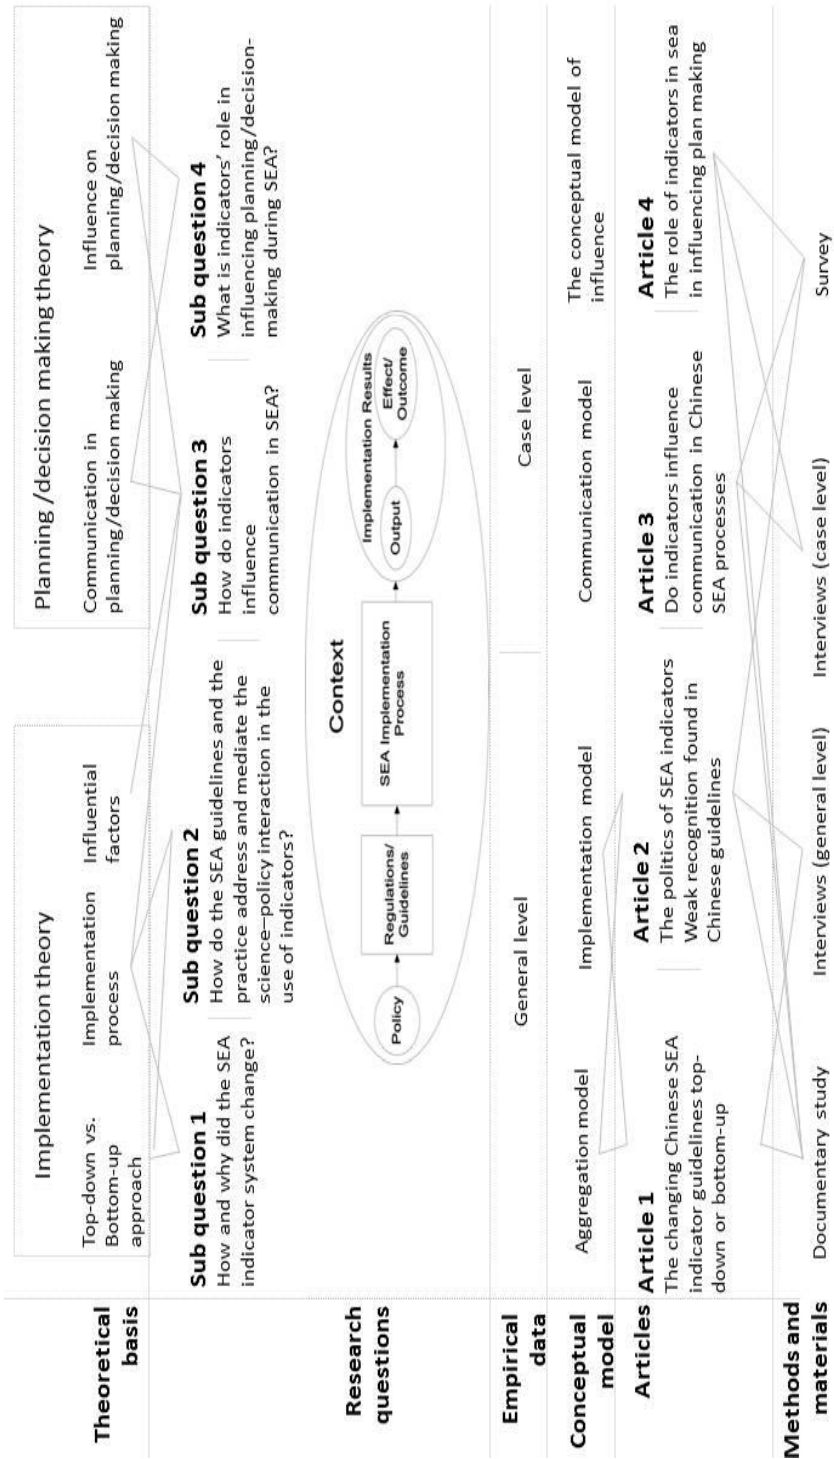 Theoretical
basis
Implementation theory
Top-down vs.
Bottom-up
approach
Implementation
process
Influential
factors
Planning /decision making theory
Communication in
planning/decision making
Influence on
planning/decision making
Research
questions
Sub question 1
How and why did the SEA
indicator system change?
Sub question 2
How do the SEA guidelines and the
practice address and mediate the
science–policy interaction in the
use of indicators?
Sub question 3
How do indicators
influence
communication in SEA?
Sub question 4
What is indicators’ role in
influencing planning/decision-
making during SEA?
Context
Policy
Regulations/
Guidelines
SEA Implementation
Process
Implementation Results
Output
Effect/
Outcome
Empirical
data
General level
Case level
Conceptual
model
Aggregation model
Implementation model
Communication model
The conceptual model of
influence
Articles
Article 1
The changing Chinese SEA
indicator guidelines top-
down or bottom-up
Article 2
The politics of SEA indicators
Weak recognition found in
Chinese guidelines
Article 3
Do indicators influence
communication in Chinese
SEA processes
Article 4
The role of indicators in sea
in influencing plan making
Methods and
materials
Documentary study
Interviews (general level)
Interviews (case level)
Survey